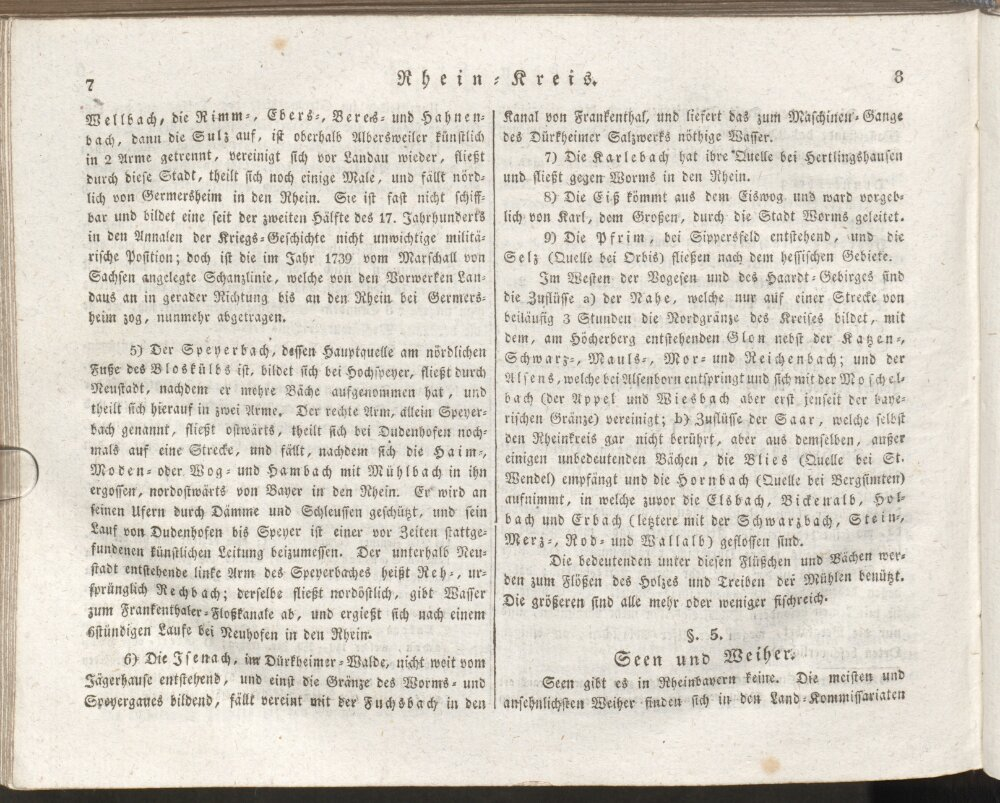 7
Rhein-Kreis.
8
Wellbach, die Rimm-, Ebers-, Beres- und Hahnen-
bach, dann die Sulz auf, ist oberhalb Albersweiler künstlich
in 2 Arme getrennt, vereinigt sich vor Landau wieder, fließt
durch diese Stadt, theilt sich noch einige Male, und fällt nörd-
lich von Germersheim in den Rhein. Sie ist fast nicht schiff-
bar und bildet eine seit der zweiten Hälfte des 17. Jahrhunderts
in den Annalen der Kriegs-Geschichte nicht unwichtige militä-
rische Position; doch ist die im Jahr 1739 vom Marschall von
Sachsen angelegte Schanzlinie, welche von den Vorwerken Lan-
daus an in gerader Richtung bis an den Rhein bei Germers-
heim zog, nunmehr abgetragen.
5) Der Speyerbach, dessen Hauptquelle am nördlichen
Fuße des Bloskülbs ist, bildet sich bei Hochspeyer, fließt durch
Neustadt, nachdem er mehre Bäche aufgenommen hat, und
theilt sich hierauf in zwei Arme. Der rechte Arm, allein Speyer-
bach genannt, fließt ostwärts, theilt sich bei Dudenhofen noch-
mals auf eine Strecke, und fällt, nachdem sich die Haim-,
Moden- oder Wog- und Hambach mit Mühlbach in ihn
ergossen, nordostwärts von Bayer in den Rhein. Er wird an
seinen Ufern durch Dämme und Schleussen geschützt, und sein
Lauf von Dudenhofen bis Speyer ist einer vor Zeiten stattge-
fundenen künstlichen Leitung beizumessen. Der unterhalb Neu-
stadt entstehende linke Arm des Speyerbaches heißt Reh-, ur-
sprünglich Rechbach; derselbe fließt nordöstlich, gibt Wasser
zum Frankenthaler-Floßkanale ab, und ergießt sich nach einem
6stündigen Laufe bei Neuhofen in den Rhein.
6) Die Isenach, im Dürkheimer-Walde, nicht weit vom
Jägerhause entstehend, und einst die Gränze des Worms- und
Speyergaues bildend, fällt vereint mit der Fuchsbach in den
Kanal von Frankenthal, und liefert das zum Maschinen-Gange
des Dürkheimer Salzwerks nöthige Wasser.
7) Die Karlebach hat ihre Quelle bei Hertlingshausen
und fließt gegen Worms in den Rhein.
8) Die Eiß kömmt aus dem Eiswog und ward vorgeb-
lich von Karl, dem Großen, durch die Stadt Worms geleitet.
9) Die Pfrim, bei Sippersfeld entstehend, und die
Selz (Quelle bei Orbis) fließen nach dem hessischen Gebiete.
Im Westen der Vogesen und des Haardt-Gebirges sind
die Zuflüsse a) der Nahe, welche nur auf einer Strecke von
beiläufig 3 Stunden die Nordgränze des Kreises bildet, mit
dem, am Höcherberg entstehenden Glon nebst der Katzen-,
Schwarz-, Mauls-, Mor- und Reichenbach; und der
Alsens, welche bei Alsenborn entspringt und sich mit der Moschel-
bach (der Appel und Wiesbach aber erst jenseit der baye-
rischen Gränze) vereinigt; b) Zuflüsse der Saar, welche selbst
den Rheinkreis gar nicht berührt, aber aus demselben, außer
einigen unbedeutenden Bächen, die Blies (Quelle bei St.
Wendel) empfängt und die Hornbach (Quelle bei Bergsimten)
aufnimmt, in welche zuvor die Elsbach, Bickenalb, Hol-
bach und Erbach (letztere mit der Schwarzbach, Stein-,
Merz-, Rod- und Wallalb) geflossen sind.
Die bedeutenden unter diesen Flüßchen und Bächen wer-
den zum Flößen des Holzes und Treiben der Mühlen benützt.
Die größeren sind alle mehr oder weniger fischreich.
§. 5.
Seen und Weiher.
Seen gibt es in Rheinbayern keine. Die meisten und
ansehnlichsten Weiher finden sich in den Land-Kommissariaten